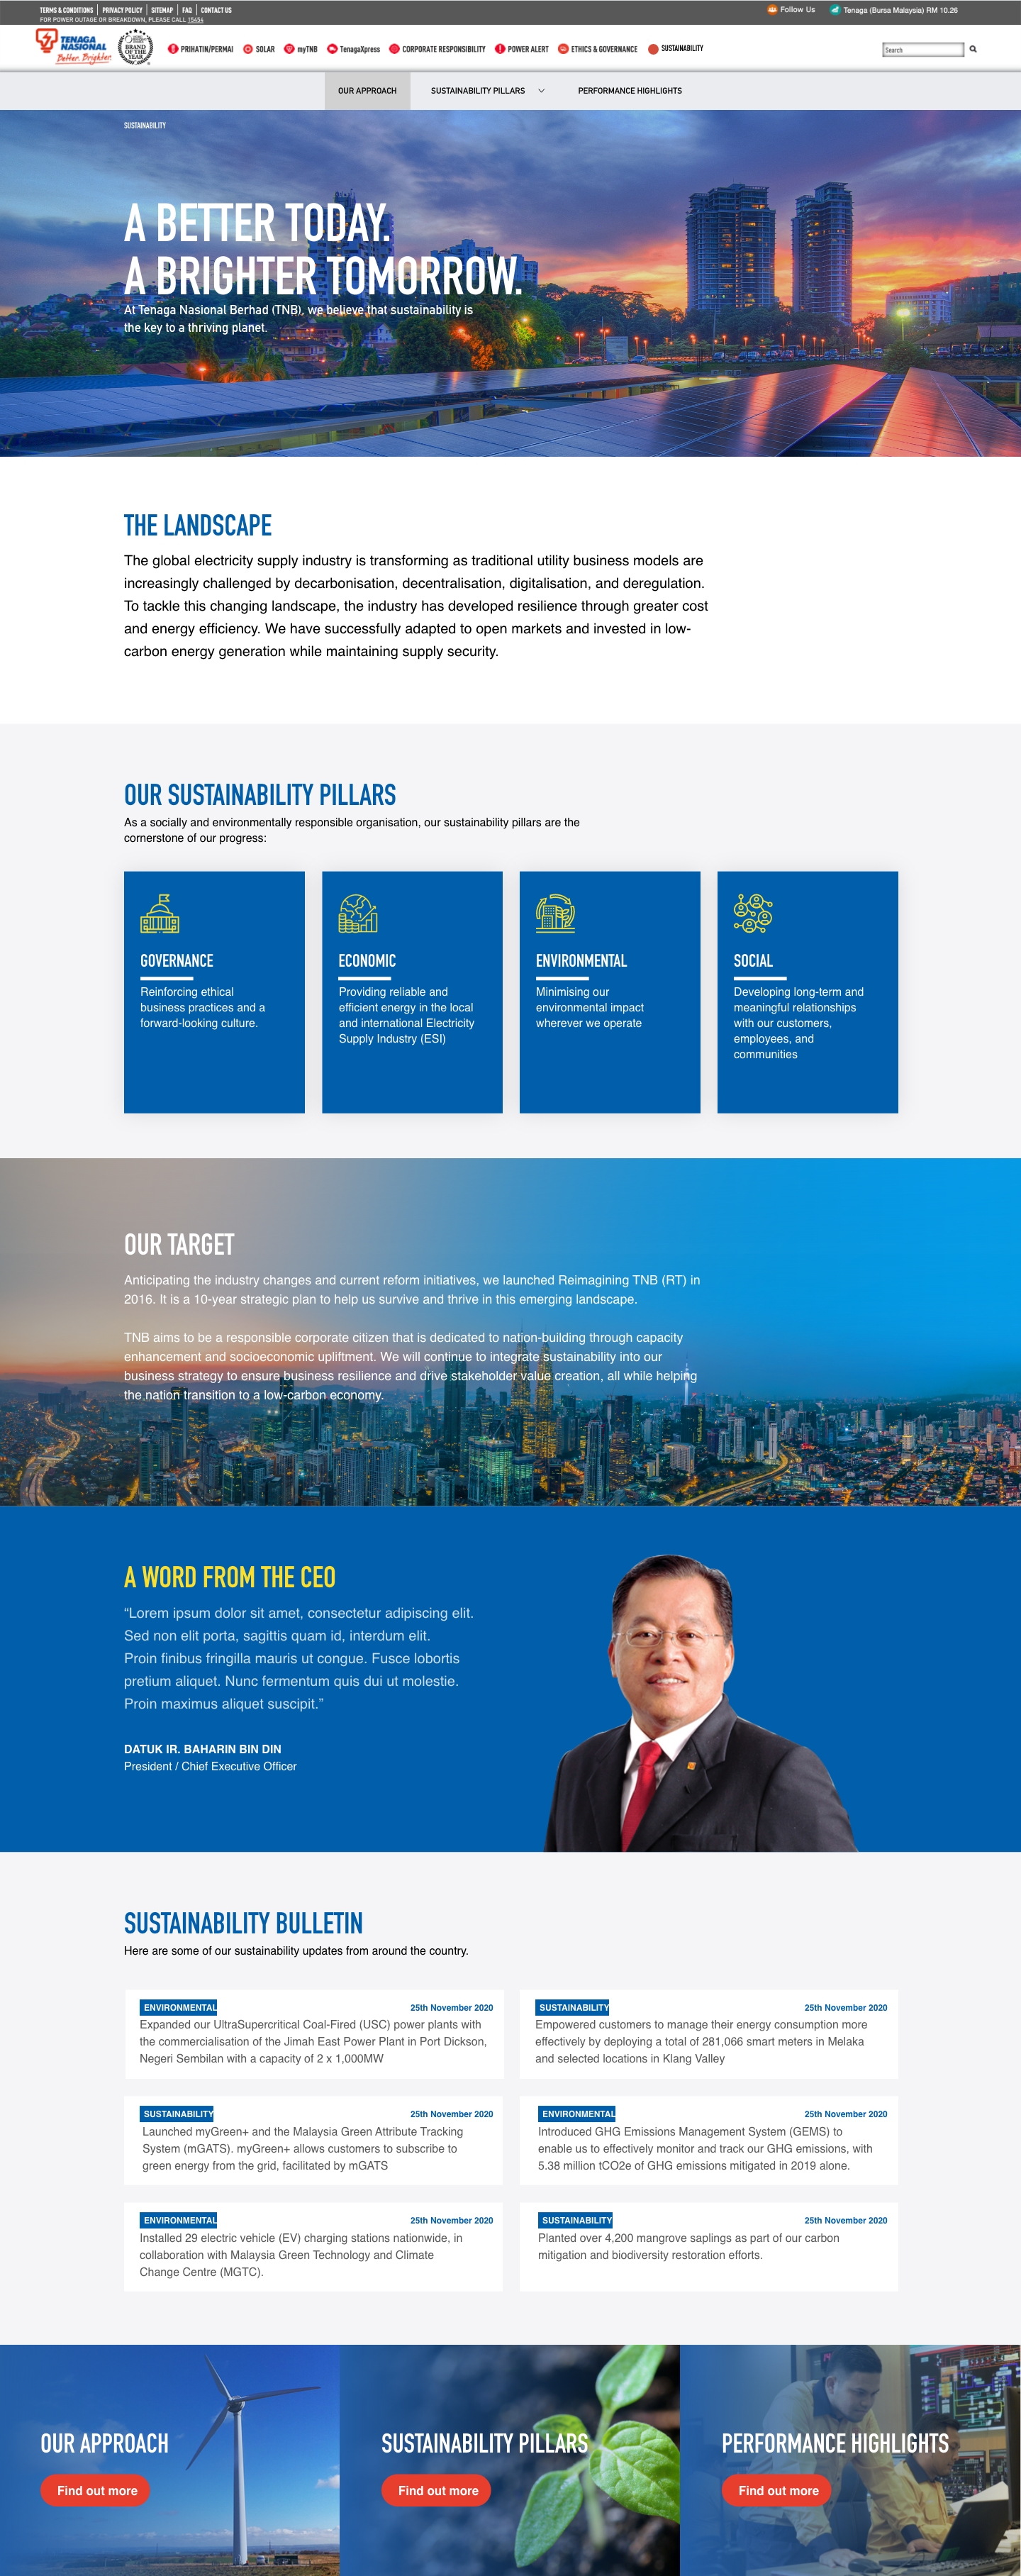 TERMS & CONDITIONS | PRIVACY POLICY | SITEMAP | FAQ | CONTACT US
FOR POWER OUTAGE OR BREAKDOWN, PLEASE CALL 15454
Follow Us
Tenaga (Bursa Malaysia) RM 10.26
TENAGA
NASIONAL
Better. Brighter.
BRAND
OF THE
YEAR
PRIHATIN/PERMAI
SOLAR
myTNB
TenagaXpress
CORPORATE RESPONSIBILITY
POWER ALERT
ETHICS & GOVERNANCE
SUSTAINABILITY
Search
OUR APPROACH
SUSTAINABILITY PILLARS
PERFORMANCE HIGHLIGHTS
SUSTAINABILITY
A BETTER TODAY.
A BRIGHTER TOMORROW.
At Tenaga Nasional Berhad (TNB), we believe that sustainability is
the key to a thriving planet.
THE LANDSCAPE
The global electricity supply industry is transforming as traditional utility business models are
increasingly challenged by decarbonisation, decentralisation, digitalisation, and deregulation.
To tackle this changing landscape, the industry has developed resilience through greater cost
and energy efficiency. We have successfully adapted to open markets and invested in low-
carbon energy generation while maintaining supply security.
OUR SUSTAINABILITY PILLARS
As a socially and environmentally responsible organisation, our sustainability pillars are the
cornerstone of our progress:
GOVERNANCE
Reinforcing ethical
business practices and a
forward-looking culture.
ECONOMIC
Providing reliable and
efficient energy in the local
and international Electricity
Supply Industry (ESI)
ENVIRONMENTAL
Minimising our
environmental impact
wherever we operate
SOCIAL
Developing long-term and
meaningful relationships
with our customers,
employees, and
communities
OUR TARGET
Anticipating the industry changes and current reform initiatives, we launched Reimagining TNB (RT) in
2016. It is a 10-year strategic plan to help us survive and thrive in this emerging landscape.
TNB aims to be a responsible corporate citizen that is dedicated to nation-building through capacity
enhancement and socioeconomic upliftment. We will continue to integrate sustainability into our
business strategy to ensure business resilience and drive stakeholder value creation, all while helping
the nation transition to a low-carbon economy.
A WORD FROM THE CEO
“Lorem ipsum dolor sit amet, consectetur adipiscing elit.
Sed non elit porta, sagittis quam id, interdum elit.
Proin finibus fringilla mauris ut congue. Fusce lobortis
pretium aliquet. Nunc fermentum quis dui ut molestie.
Proin maximus aliquet suscipit.”
DATUK IR. BAHARIN BIN DIN
President / Chief Executive Officer
SUSTAINABILITY BULLETIN
Here are some of our sustainability updates from around the country.
ENVIRONMENTAL
25th November 2020
Expanded our UltraSupercritical Coal-Fired (USC) power plants with
the commercialisation of the Jimah East Power Plant in Port Dickson,
Negeri Sembilan with a capacity of 2 x 1,000MW
SUSTAINABILITY
25th November 2020
Empowered customers to manage their energy consumption more
effectively by deploying a total of 281,066 smart meters in Melaka
and selected locations in Klang Valley
SUSTAINABILITY
25th November 2020
Launched myGreen+ and the Malaysia Green Attribute Tracking
System (mGATS). myGreen+ allows customers to subscribe to
green energy from the grid, facilitated by mGATS
ENVIRONMENTAL
25th November 2020
Introduced GHG Emissions Management System (GEMS) to
enable us to effectively monitor and track our GHG emissions, with
5.38 million tCO2e of GHG emissions mitigated in 2019 alone.
ENVIRONMENTAL
25th November 2020
Installed 29 electric vehicle (EV) charging stations nationwide, in
collaboration with Malaysia Green Technology and Climate
Change Centre (MGTC).
SUSTAINABILITY
25th November 2020
Planted over 4,200 mangrove saplings as part of our carbon
mitigation and biodiversity restoration efforts.
OUR APPROACH
Find out more
SUSTAINABILITY PILLARS
Find out more
PERFORMANCE HIGHLIGHTS
Find out more